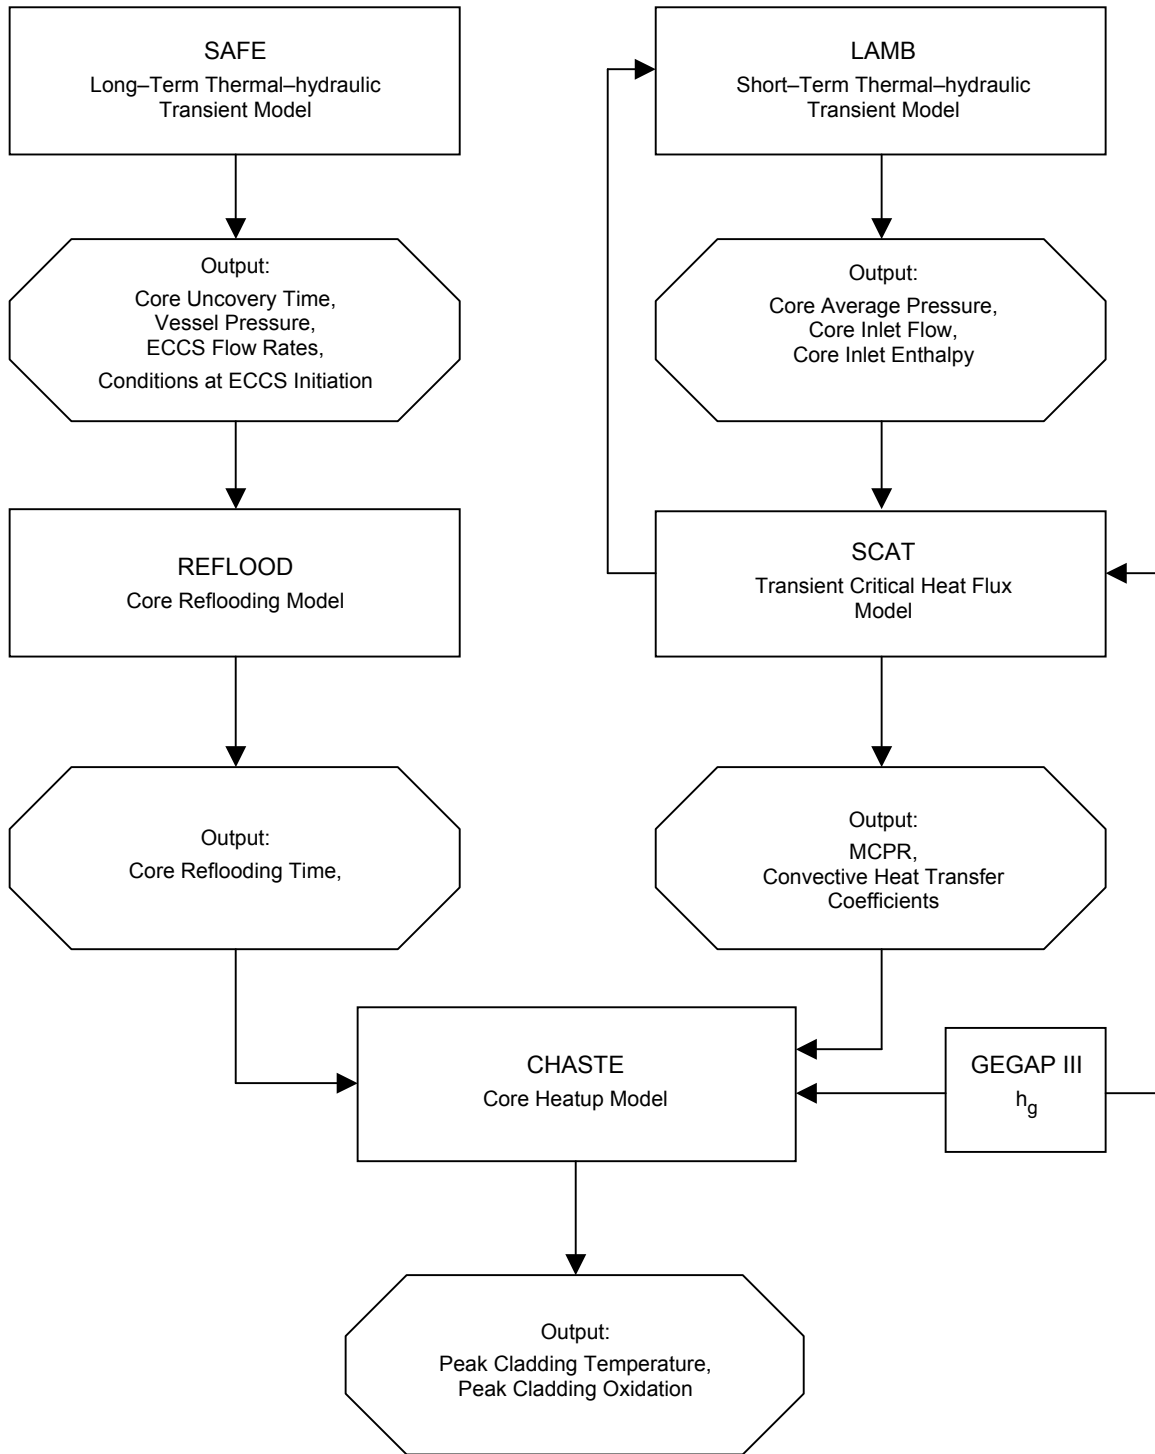 SAFE
Long–Term Thermal–hydraulic
Transient Model
LAMB
Short–Term Thermal–hydraulic
Transient Model
Output:
Core Uncovery Time,
Vessel Pressure,
ECCS Flow Rates,
Conditions at ECCS Initiation
Output:
Core Average Pressure,
Core Inlet Flow,
Core Inlet Enthalpy
REFLOOD
Core Reflooding Model
SCAT
Transient Critical Heat Flux
Model
Output:
Core Reflooding Time,
Output:
MCPR,
Convective Heat Transfer
Coefficients
CHASTE
Core Heatup Model
GEGAP III
hg
Output:
Peak Cladding Temperature,
Peak Cladding Oxidation